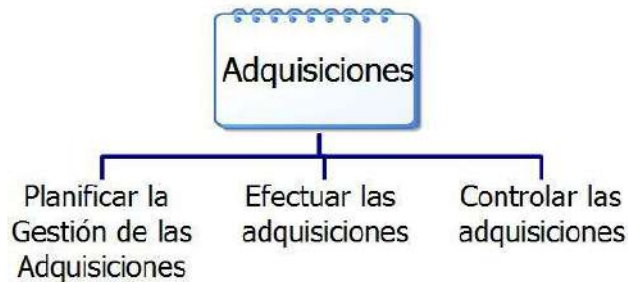 Adquisiciones
Planificar la
Gestión de las
Adquisiciones
Efectuar las
adquisiciones
Controlar las
adquisiciones